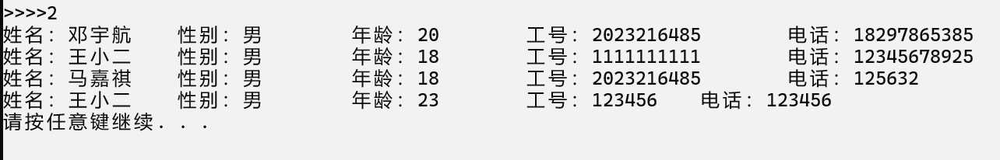 >>>>2
姓名：邓宇航 性别：男 年龄：20 工号：2023216485 电话：18297865385
姓名：王小二 性别：男 年龄：18 工号：1111111111 电话：12345678925
姓名：马嘉祺 性别：男 年龄：18 工号：2023216485 电话：125632
姓名：王小二 性别：男 年龄：23 工号：123456 电话：123456
请按任意键继续. . .